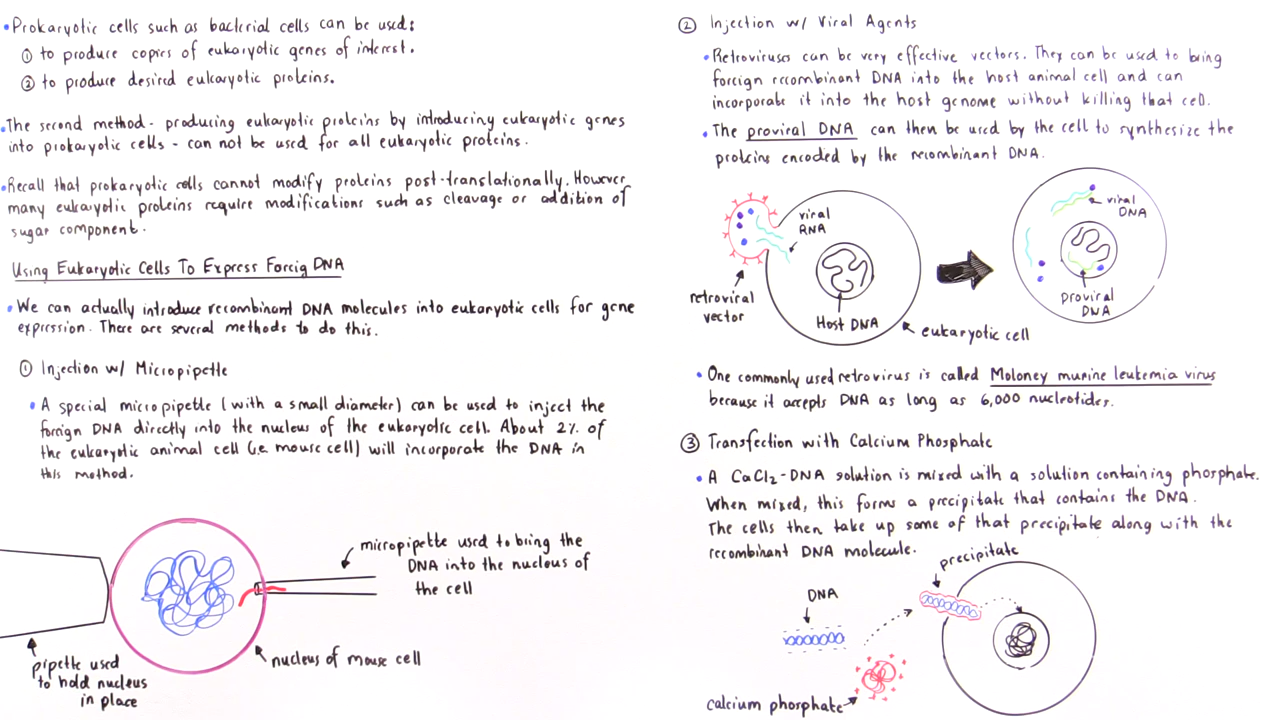 • Prokaryotic cells such as bacterial cells can be used:
① to produce copies of eukaryotic genes of interest.
② to produce desired eukaryotic proteins.
• The second method - producing eukaryotic proteins by introducing eukaryotic genes
into prokaryotic cells - can not be used for all eukaryotic proteins.
• Recall that prokaryotic cells cannot modify proteins post-translationally. However
many eukaryotic proteins require modifications such as cleavage or addition of
sugar component.
Using Eukaryotic Cells To Express Foreig DNA
• We can actually introduce recombinant DNA molecules into eukaryotic cells for gene
expression. There are several methods to do this.
① Injection w/ Micropipette
• A special micropipette (with a small diameter) can be used to inject the
foreign DNA directly into the nucleus of the eukaryotic cell. About 2% of
the eukaryotic animal cell (i.e. mouse cell) will incorporate the DNA in
this method.
micropipette used to bring the
DNA into the nucleus of
the cell
nucleus of mouse cell
pipette used
to hold nucleus
in place
② Injection w/ Viral Agents
• Retroviruses can be very effective vectors. They can be used to bring
foreign recombinant DNA into the host animal cell and can
incorporate it into the host genome without killing that cell.
• The proviral DNA can then be used by the cell to synthesize the
proteins encoded by the recombinant DNA.
viral
RNA
retroviral
vector
Host DNA
eukaryotic cell
viral
DNA
proviral
DNA
• One commonly used retrovirus is called Moloney murine leukemia virus
because it accepts DNA as long as 6,000 nucleotides.
③ Transfection with Calcium Phosphate
• A CaCl2-DNA solution is mixed with a solution containing phosphate.
When mixed, this forms a precipitate that contains the DNA.
The cells then take up some of that precipitate along with the
recombinant DNA molecule.
precipitate
DNA
calcium phosphate